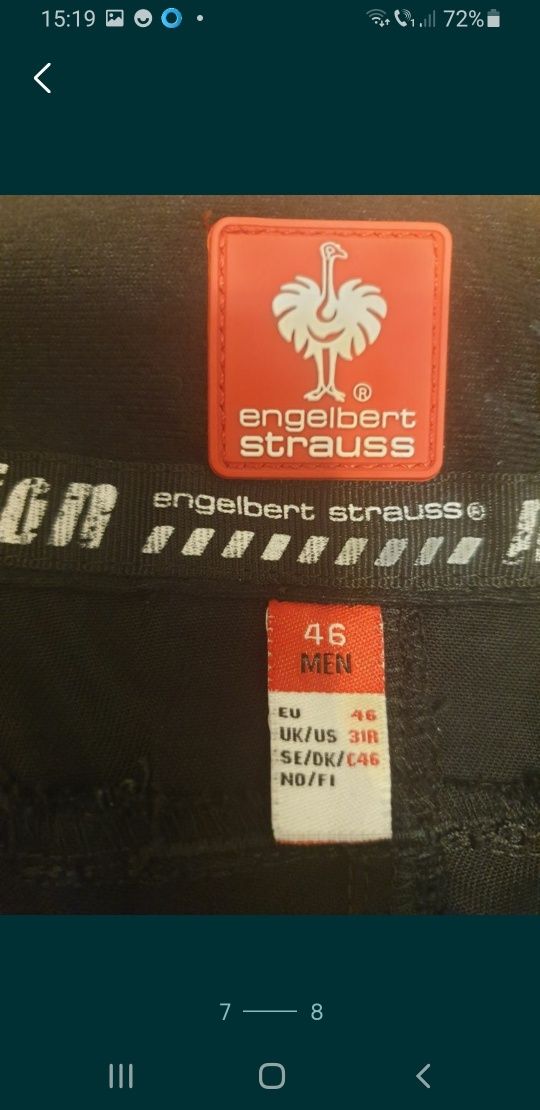 15:19
72%
®
engelbert
strauss
engelbert strauss®
46
MEN
EU 46
UK/US 31R
SE/DK/ C46
NO/FI
7 8